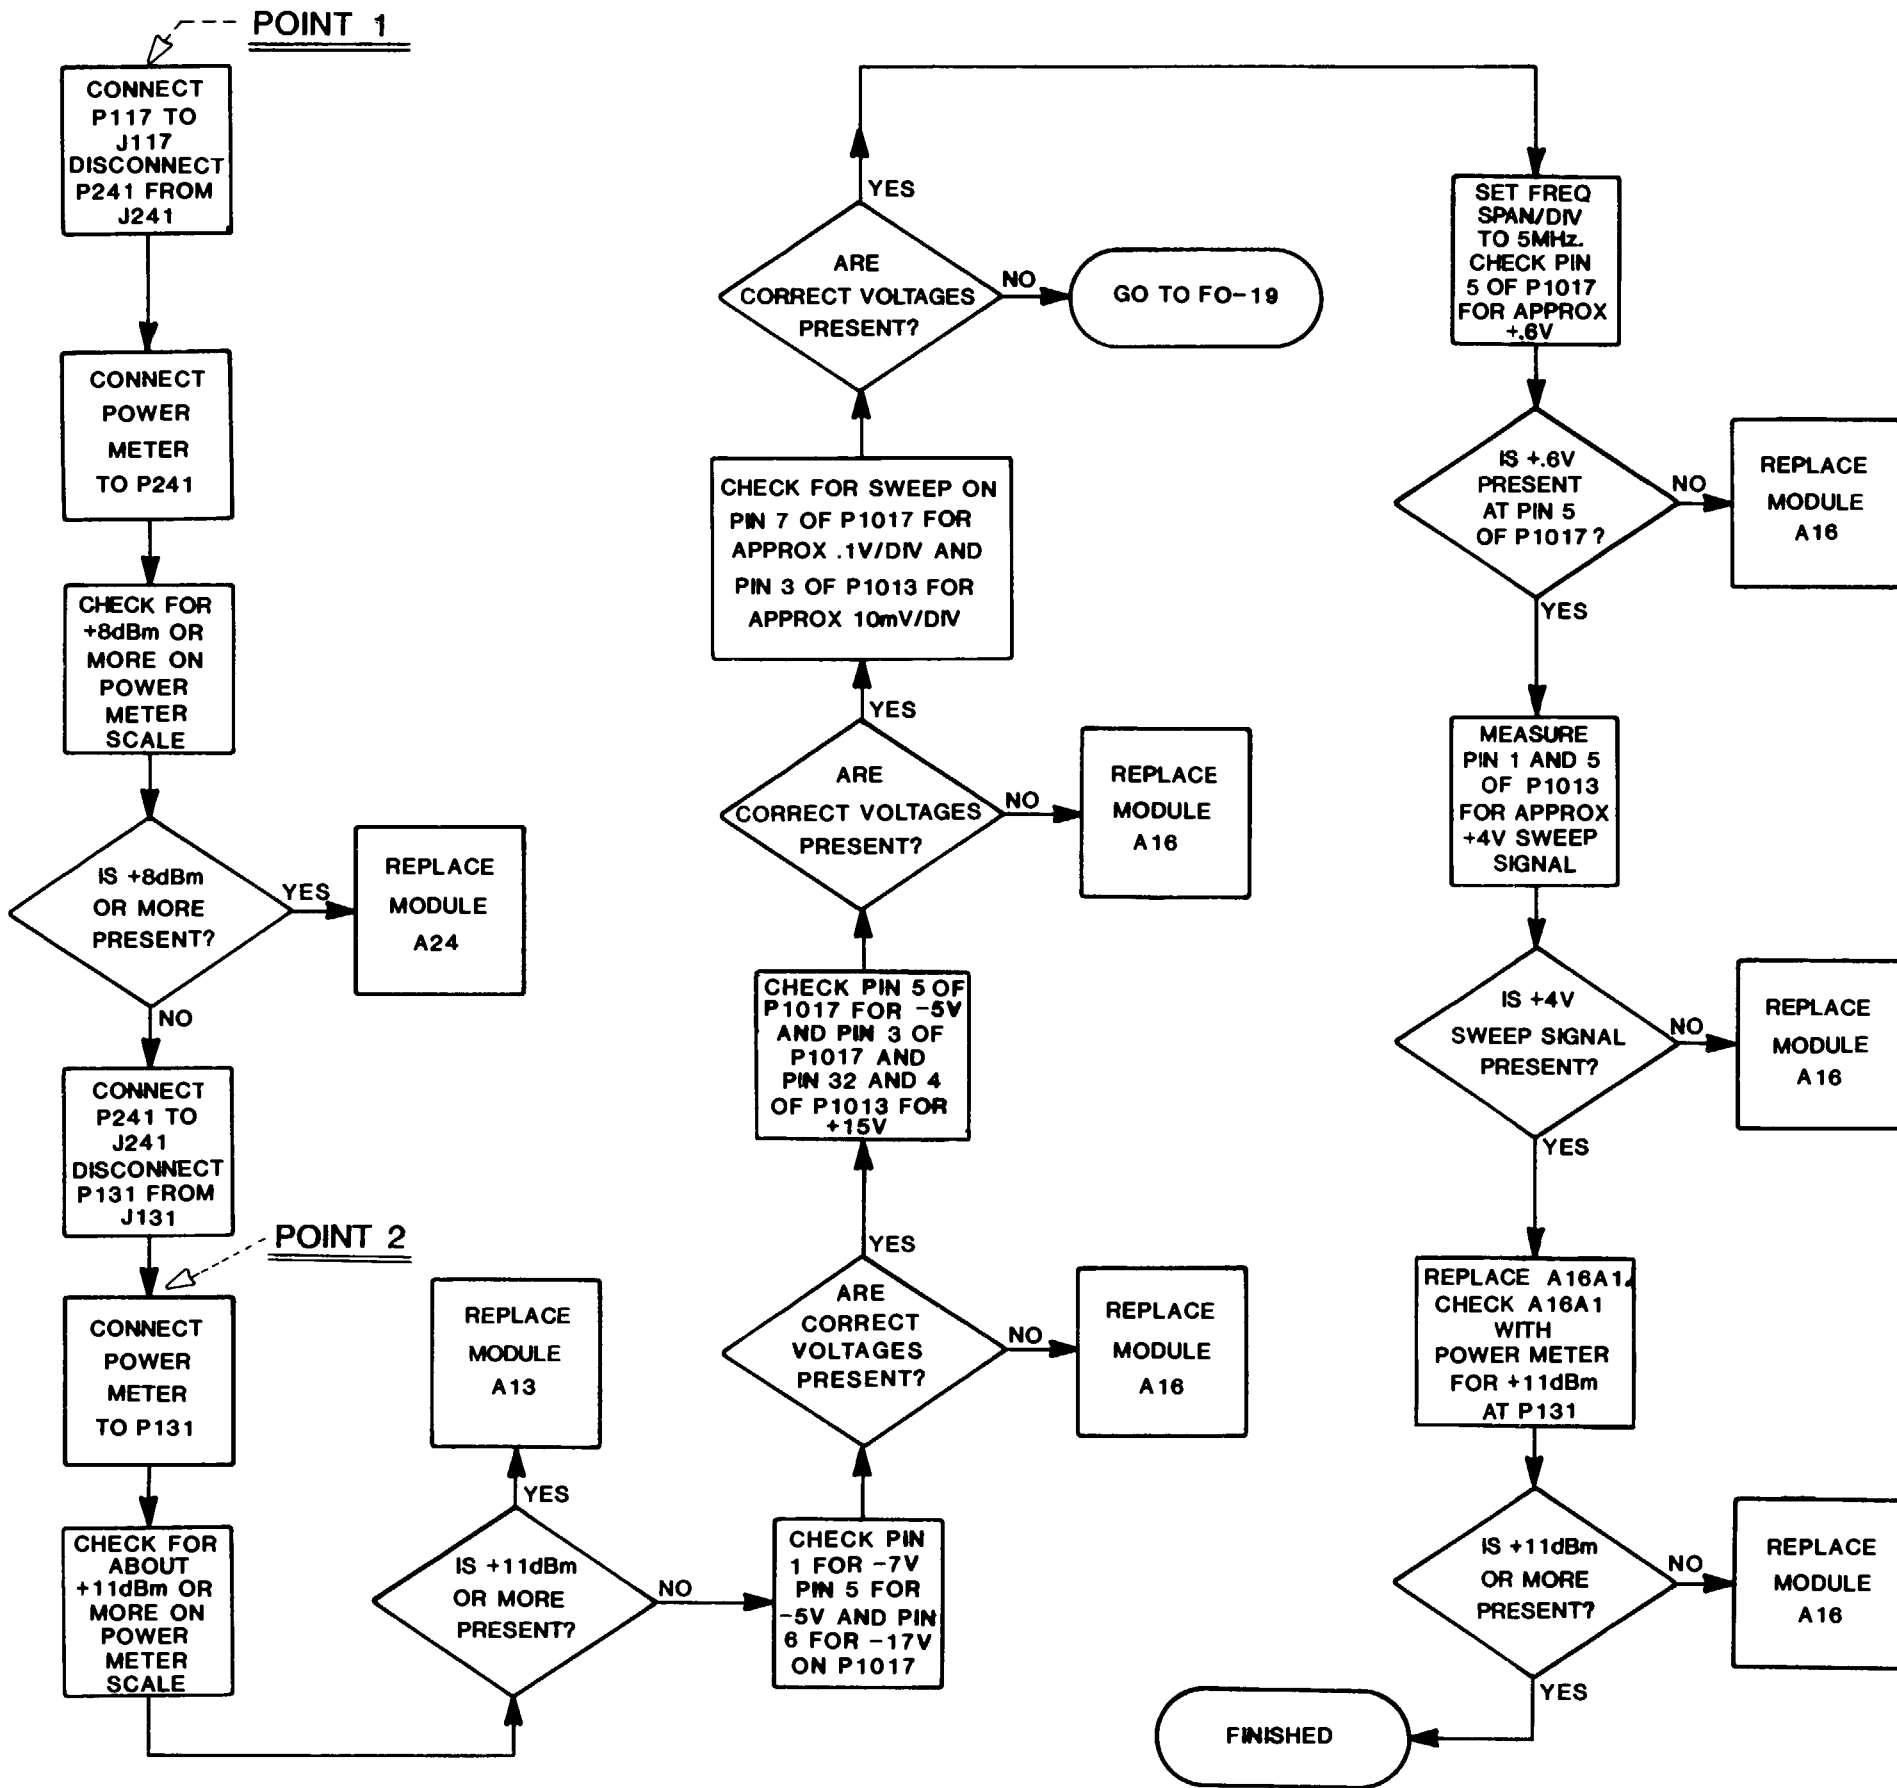 POINT 1
CONNECT
P117 TO
J117
DISCONNECT
P241 FROM
J241
CONNECT
POWER
METER
TO P241
CHECK FOR
+8dBm OR
MORE ON
POWER
METER
SCALE
IS +8dBm
OR MORE
PRESENT?
YES
REPLACE
MODULE
A24
NO
CONNECT
P241 TO
J241
DISCONNECT
P131 FROM
J131
POINT 2
CONNECT
POWER
METER
TO P131
CHECK FOR
ABOUT
+11dBm OR
MORE ON
POWER
METER
SCALE
IS +11dBm
OR MORE
PRESENT?
YES
REPLACE
MODULE
A13
NO
CHECK PIN
1 FOR -7V
PIN 5 FOR
-5V AND PIN
6 FOR -17V
ON P1017
ARE
CORRECT
VOLTAGES
PRESENT?
NO
REPLACE
MODULE
A16
YES
CHECK PIN 5 OF
P1017 FOR -5V
AND PIN 3 OF
P1017 AND
PIN 32 AND 4
OF P1013 FOR
+15V
ARE
CORRECT VOLTAGES
PRESENT?
NO
REPLACE
MODULE
A16
YES
CHECK FOR SWEEP ON
PIN 7 OF P1017 FOR
APPROX .1V/DIV AND
PIN 3 OF P1013 FOR
APPROX 10mV/DIV
ARE
CORRECT VOLTAGES
PRESENT?
NO
GO TO FO-19
YES
SET FREQ
SPAN/DIV
TO 5MHz.
CHECK PIN
5 OF P1017
FOR APPROX
+.6V
IS +.6V
PRESENT
AT PIN 5
OF P1017?
NO
REPLACE
MODULE
A16
YES
MEASURE
PIN 1 AND 5
OF P1013
FOR APPROX
+4V SWEEP
SIGNAL
IS +4V
SWEEP SIGNAL
PRESENT?
NO
REPLACE
MODULE
A16
YES
REPLACE A16A1.
CHECK A16A1
WITH
POWER METER
FOR +11dBm
AT P131
IS +11dBm
OR MORE
PRESENT?
NO
REPLACE
MODULE
A16
YES
FINISHED